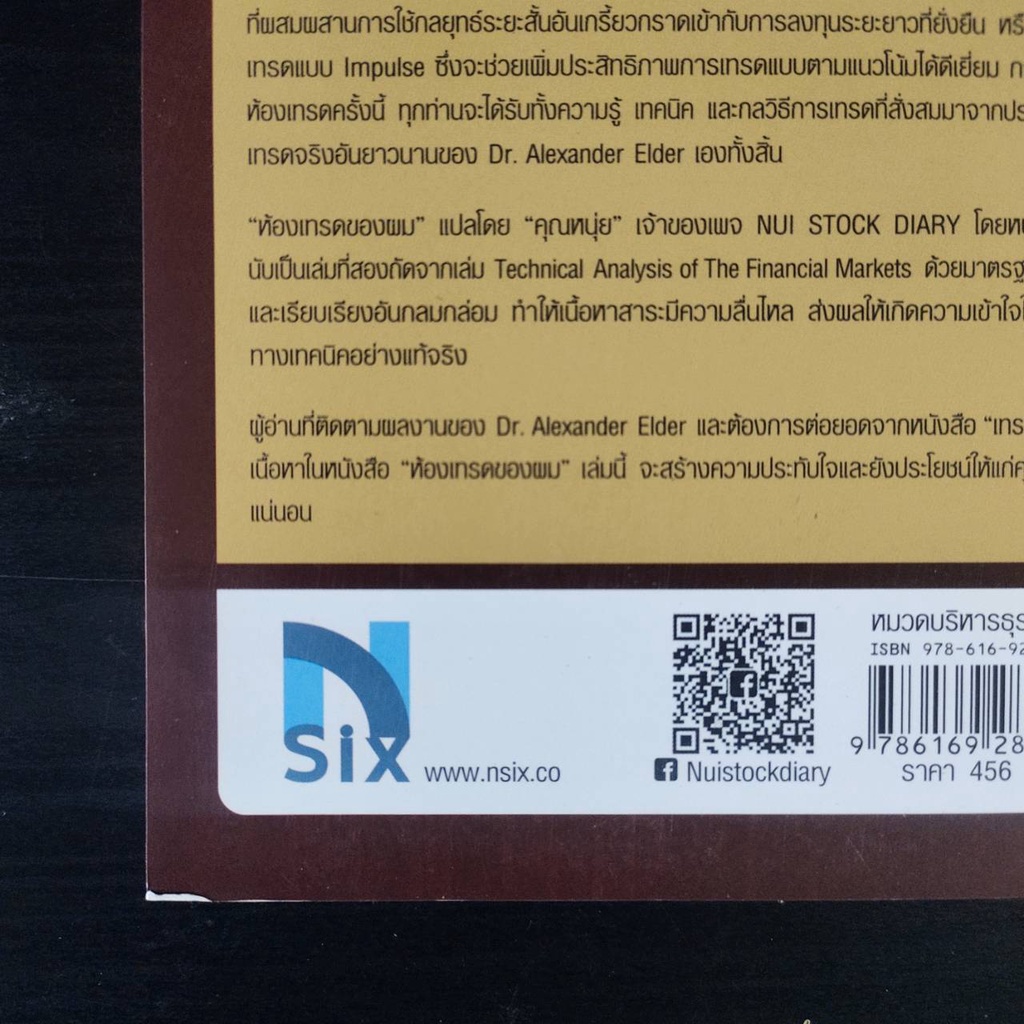 ที่ผสมผสานการใช้กลยุทธ์ระยะสั้นอันเกรี้ยวกราดเข้ากับการลงทุนระยะยาวที่ยั่งยืน
เทรดแบบ Impulse ซึ่งจะช่วยเพิ่มประสิทธิภาพการเทรดแบบตามแนวโน้มได้ดีเยี่ยม
ห้องเทรดครั้งนี้ ทุกท่านจะได้รับทั้งความรู้ เทคนิค และกลวิธีการเทรดที่สั่งสมมาจาก
เทรดจริงอันยาวนานของ Dr. Alexander Elder เองทั้งสิ้น
“ห้องเทรดของผม” แปลโดย “คุณหนุ่ย” เจ้าของเพจ NUI STOCK DIARY
นับเป็นเล่มที่สองถัดจากเล่ม Technical Analysis of The Financial Markets
และเรียบเรียงอันกลมกล่อม ทำให้เนื้อหาสาระมีความลื่นไหล ส่งผลให้เกิดความเข้าใจ
ทางเทคนิคอย่างแท้จริง
ผู้อ่านที่ติดตามผลงานของ Dr. Alexander Elder และต้องการต่อยอดจากหนังสือ
เนื้อหาในหนังสือ “ห้องเทรดของผม” เล่มนี้ จะสร้างความประทับใจและยังประโยชน์ให้แก่
แน่นอน
N Six www.nsix.co
Nuistockdiary
หมวดบริหารธุร
ISBN 978-616-92
9 786169 28
ราคา 456